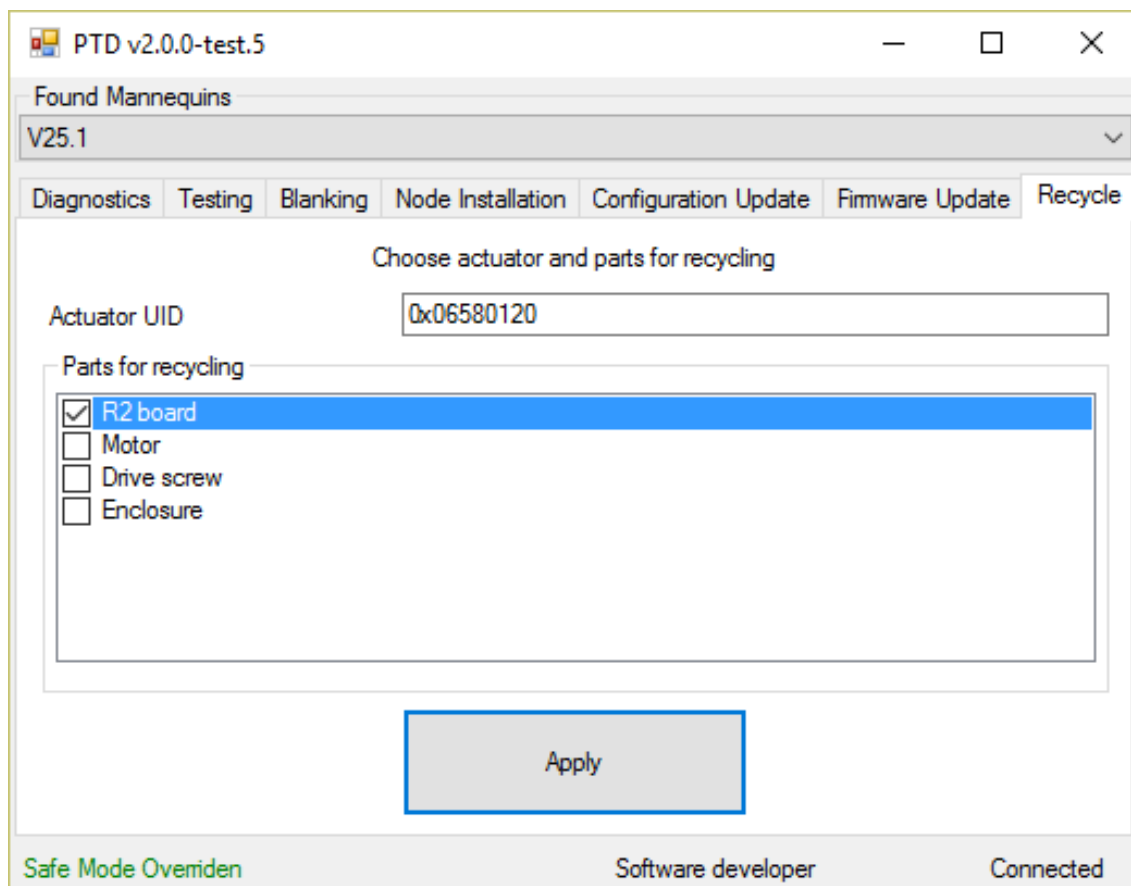 PTD v2.0.0-test.5
Found Mannequins
V25.1
Diagnostics Testing Blanking Node Installation Configuration Update Firmware Update Recycle
Choose actuator and parts for recycling
Actuator UID 0x06580120
Parts for recycling
R2 board
Motor
Drive screw
Enclosure
Apply
Safe Mode Overriden Software developer Connected